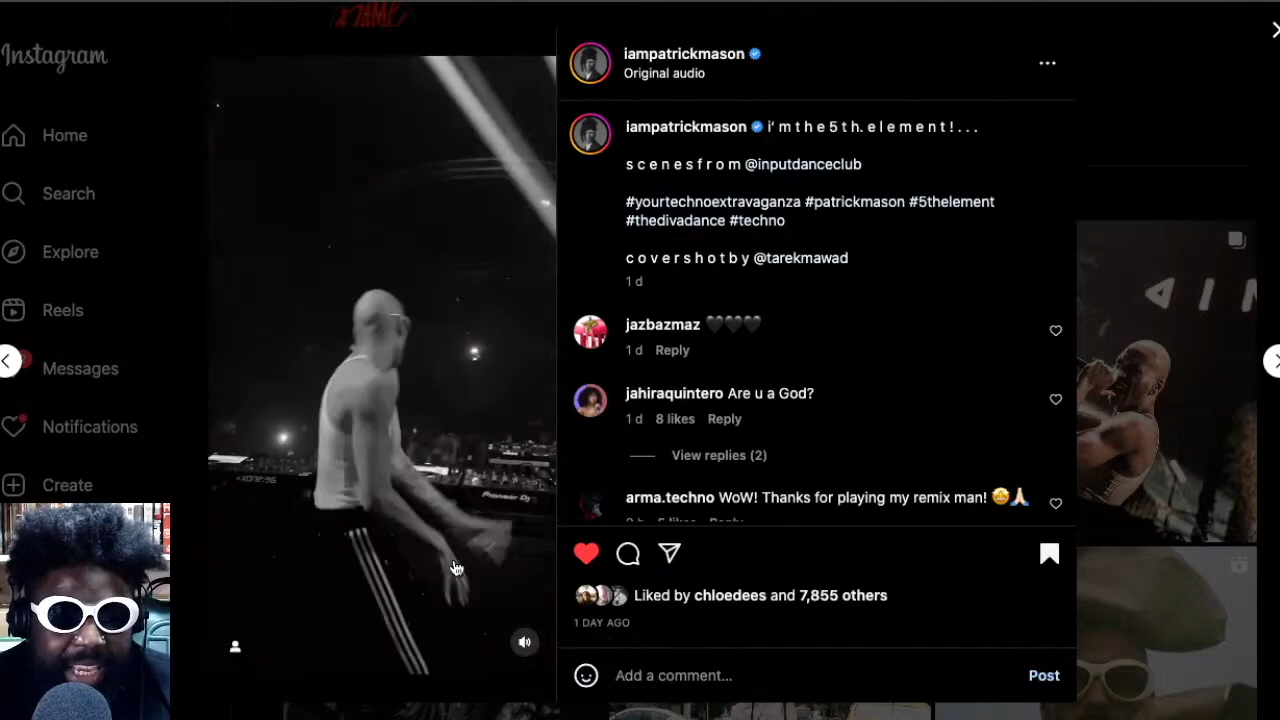 Instagram
Home
Search
Explore
Reels
Messages
Notifications
Create
Pioneer Dj
iampatrickmason
Original audio
iampatrickmason i' m t h e 5 t h. e l e m e n t ! . . .
s c e n e s f r o m @inputdanceclub
#yourtechnoextravaganza #patrickmason #5thelement
#thedivadance #techno
c o v e r s h o t b y @tarekmawad
1 d
jazbazmaz 🖤🖤🖤
1 d Reply
jahiraquintero Are u a God?
1 d 8 likes Reply
View replies (2)
arma.techno WoW! Thanks for playing my remix man! 🤩🙏🏻
Liked by chloedees and 7,855 others
1 DAY AGO
Add a comment...
Post